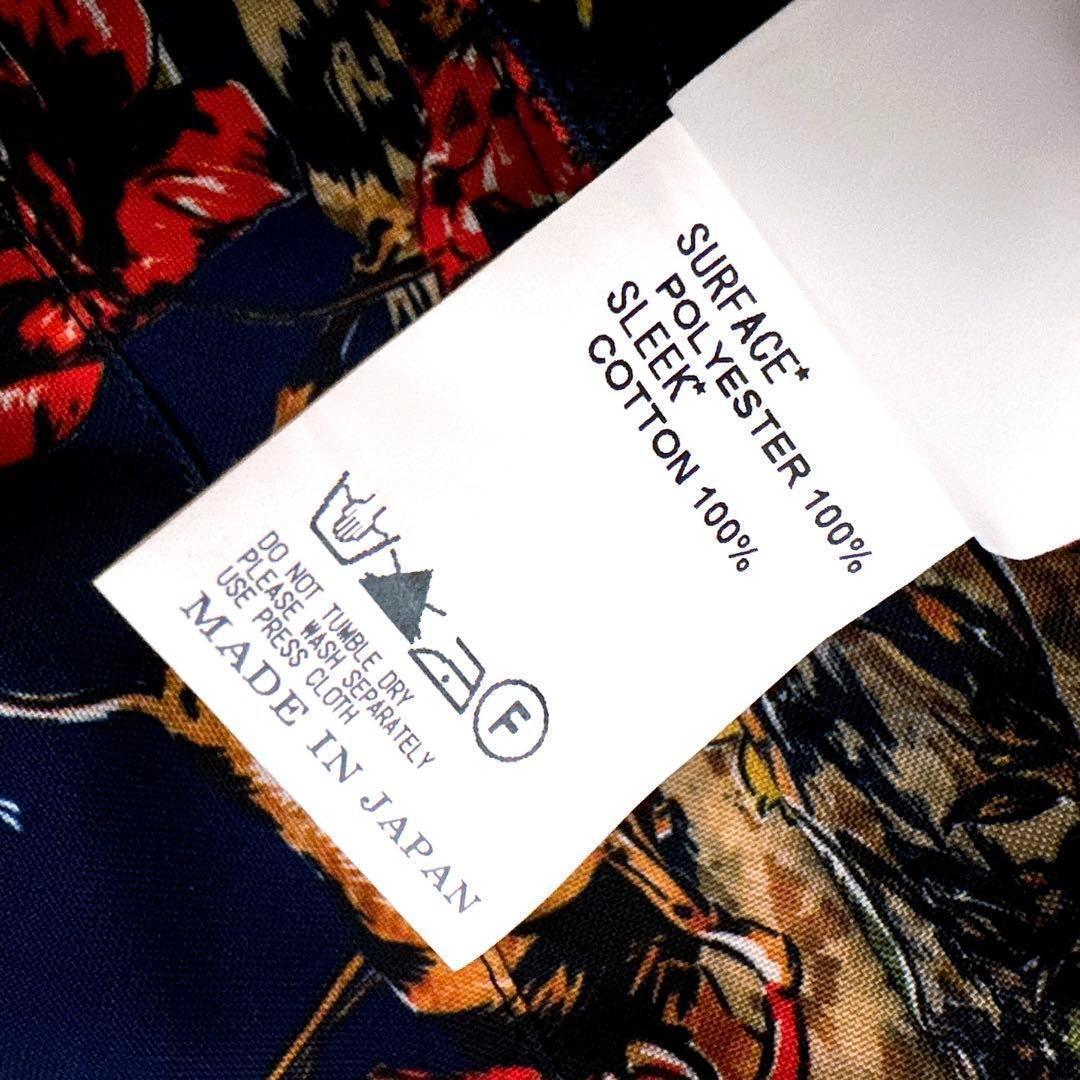 SURFACE*
POLYESTER 100%
SLEEK*
COTTON 100%
F
DO NOT TUMBLE DRY
PLEASE WASH SEPARATELY
USE PRESS CLOTH
MADE IN JAPAN